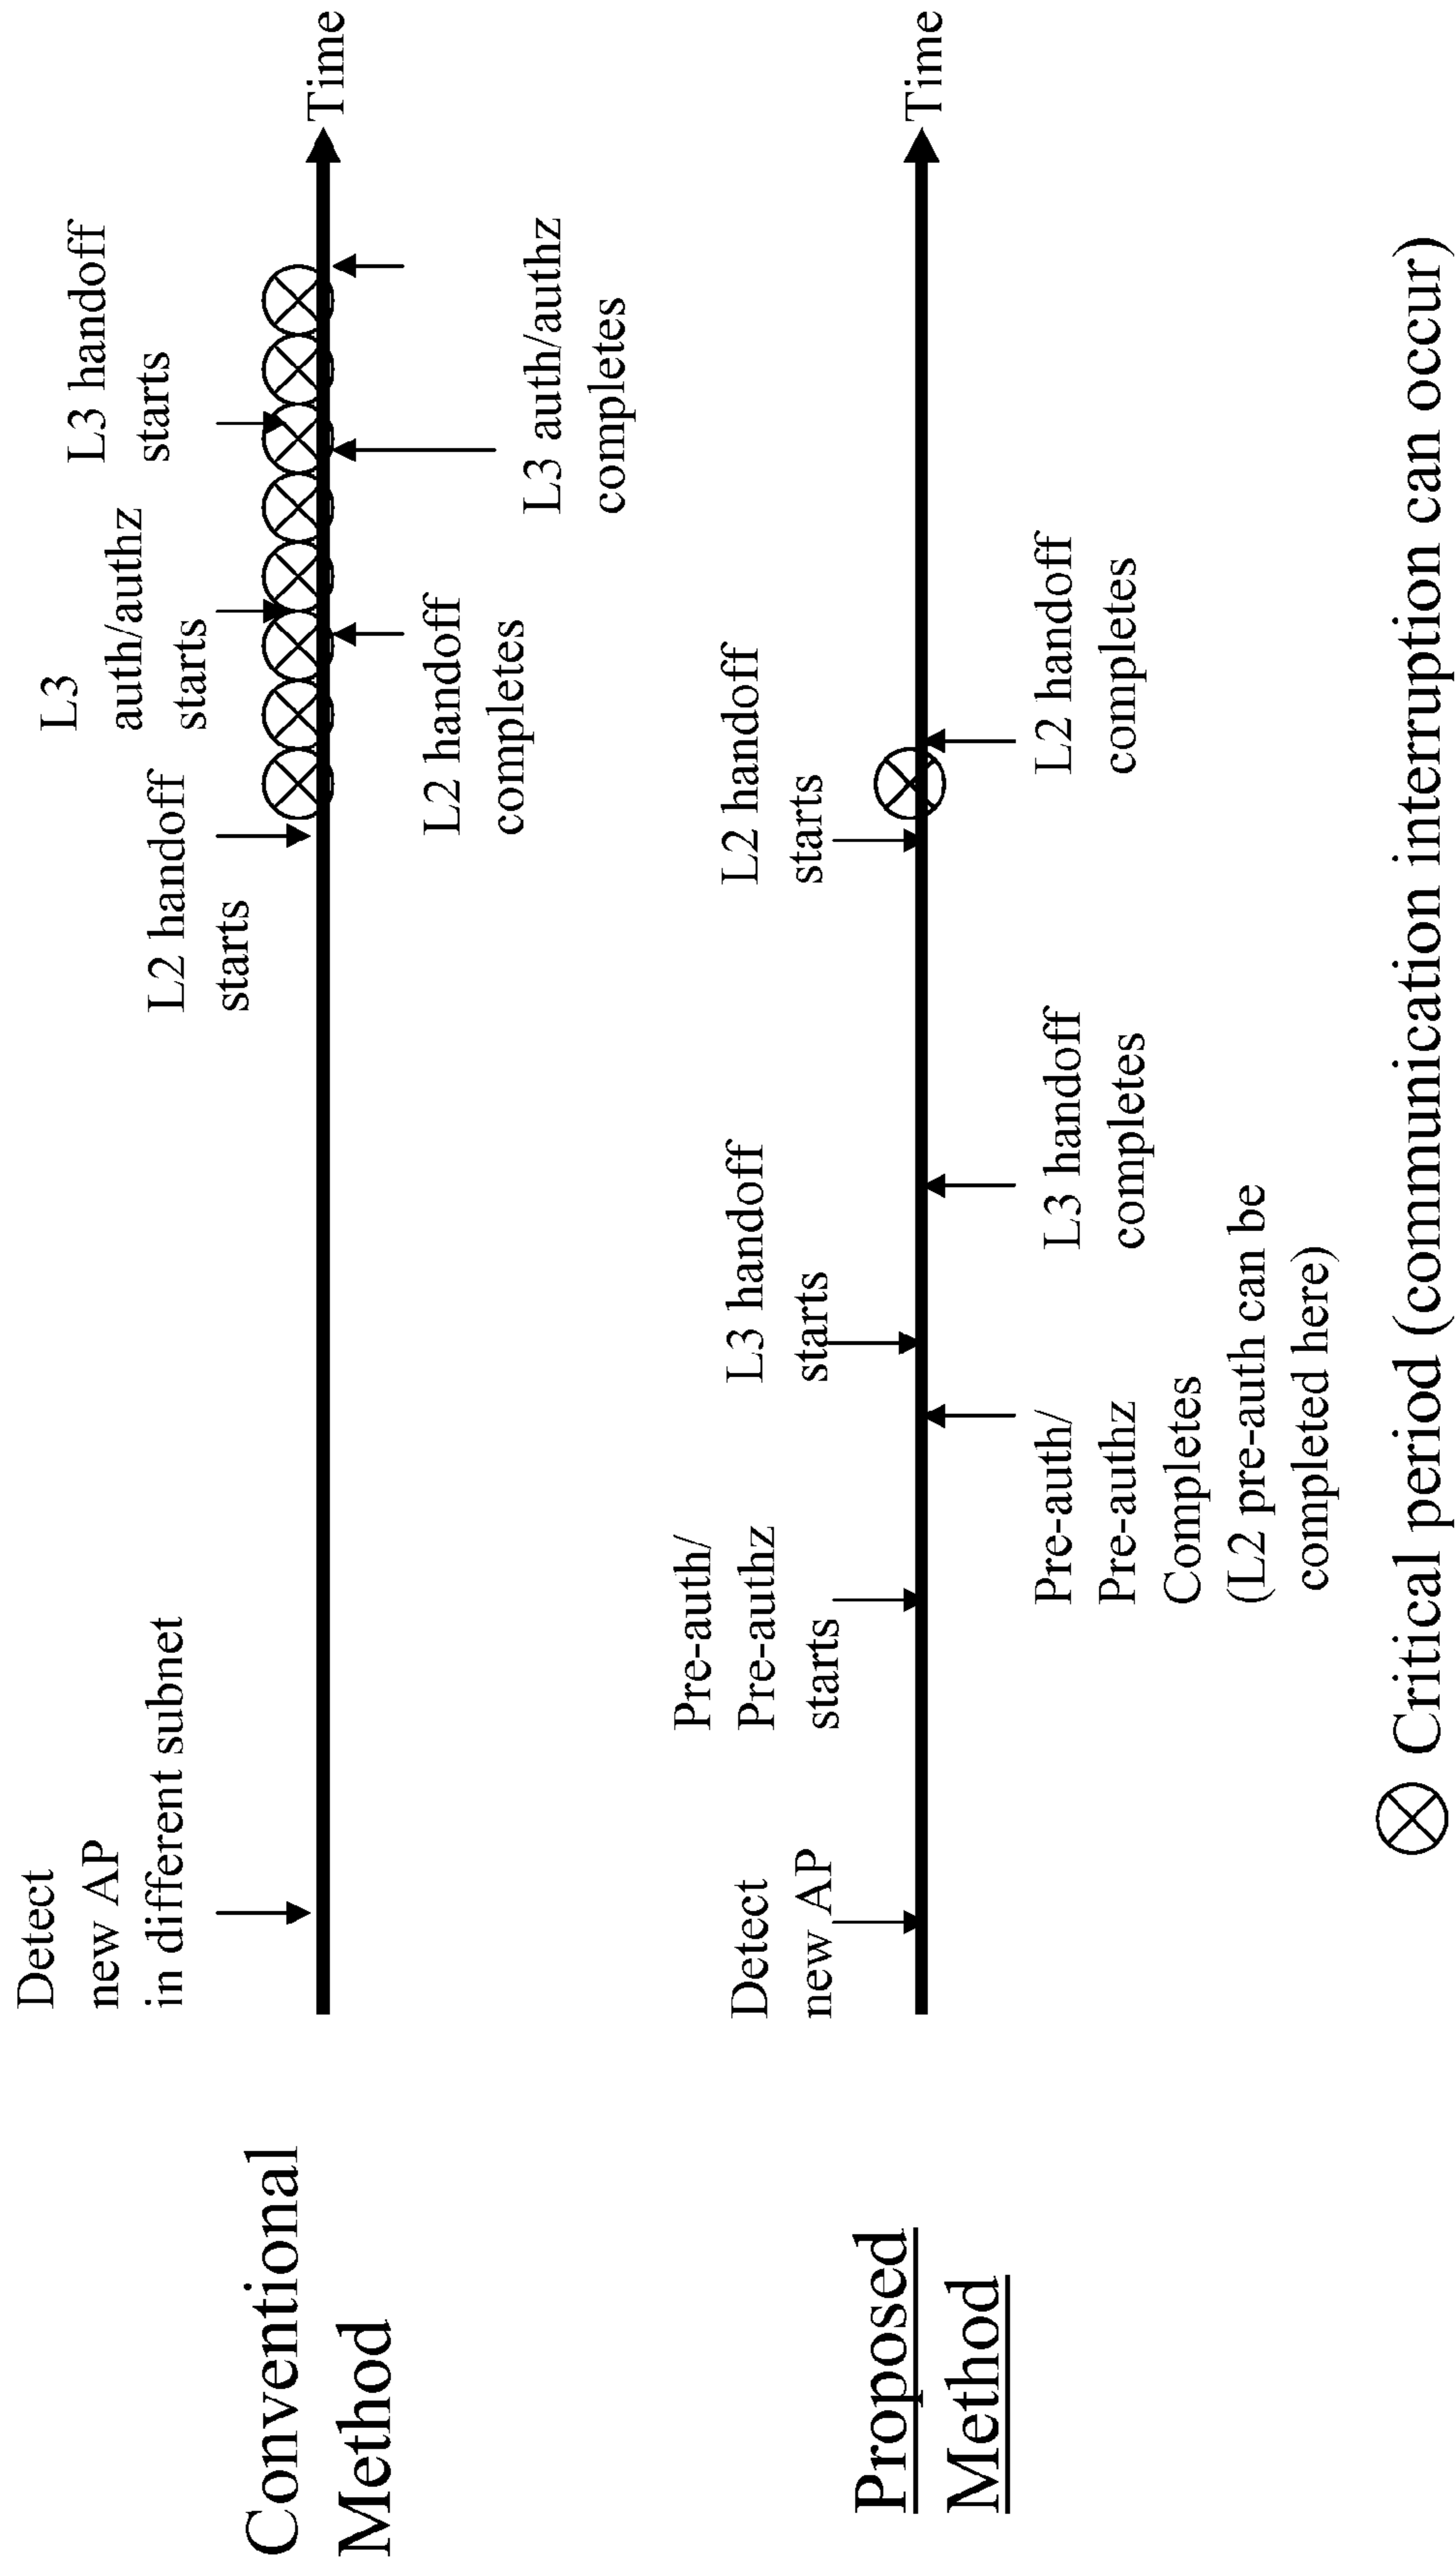 Conventional
Method
Detect
new AP
in different subnet
L2 handoff
starts
L3
auth/authz
starts
L3 handoff
starts
L2 handoff
completes
L3 auth/authz
completes
Time
Proposed
Method
Detect
new AP
Pre-auth/
Pre-authz
starts
L3 handoff
starts
L2 handoff
starts
Pre-auth/
Pre-authz
Completes
(L2 pre-auth can be
completed here)
L3 handoff
completes
L2 handoff
completes
Time
Critical period (communication interruption can occur)